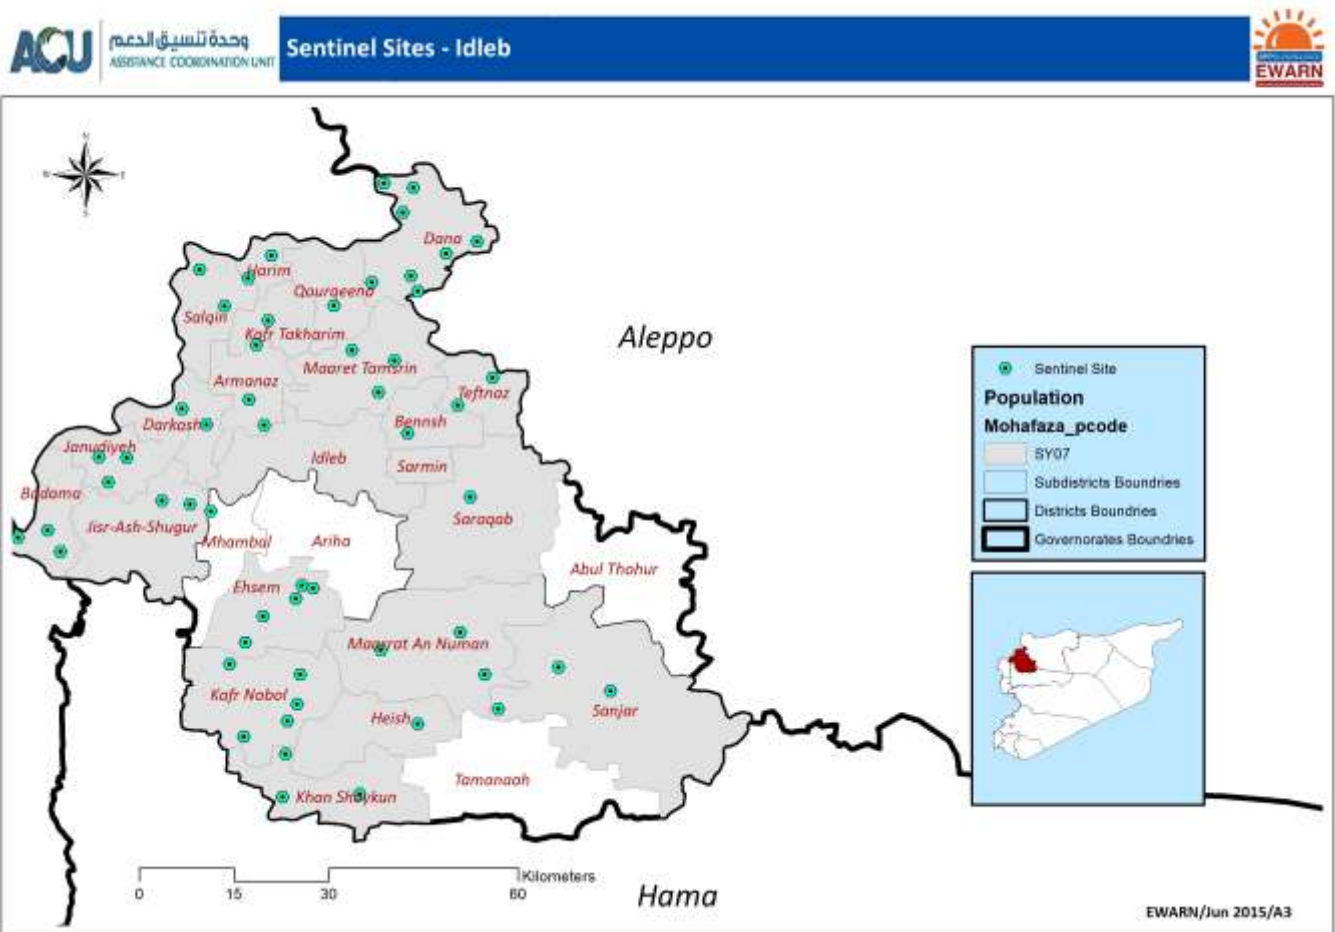 ACU
وحدة تنسيق الدعم
ASSISTANCE COORDINATION UNIT
Sentinel Sites - Idleb
EWARN
N
S
Dana
Harim
Qourqeena
Salqin
Kafr Takharim
Aleppo
Maaret Tamsrin
Armanaz
Teftnaz
Darkash
Bennsh
Janudiyeh
Idleb
Sarmin
Badama
Saraqab
Jisr-Ash-Shugur
Mhambal
Ariha
Abul Thohur
Ehsem
Maarrat An Numan
Kafr Nobol
Heish
Sanjar
Tamanaah
Khan Shaykun
Sentinel Site
Population
Mohafaza_pcode
SY07
Subdistricts Boundries
Districts Boundries
Governorates Boundries
Kilometers
0 15 30 60
Hama
EWARN/Jun 2015/A3